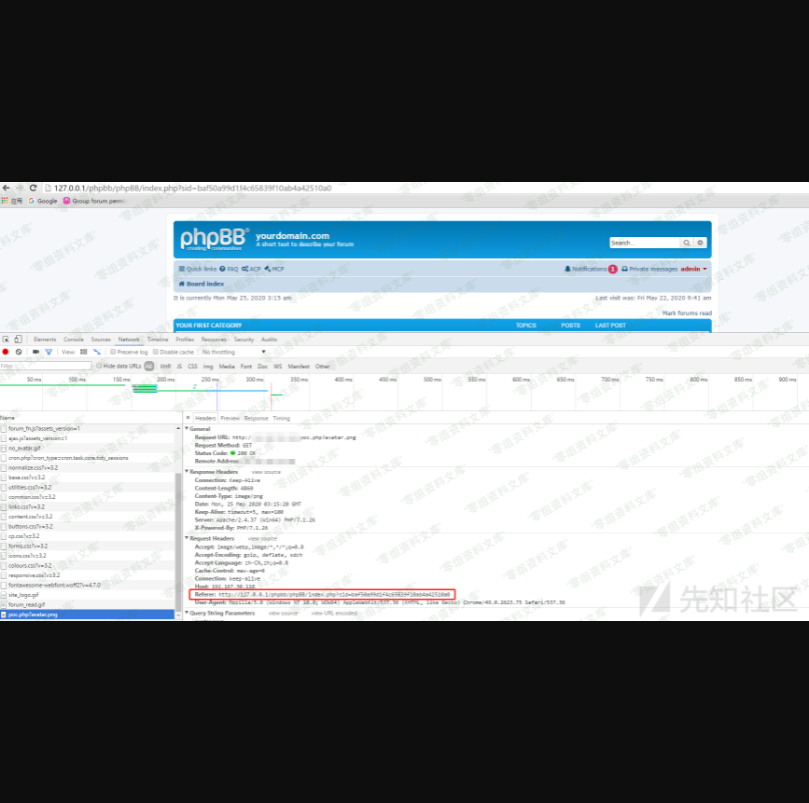 127.0.0.1/phpbb/phpBB/index.php?sid=baf50a99d1f4c65839f10ab4a42510a0
应用 Google Group forum perm
phpBB yourdomain.com
creating communities A short text to describe your forum
Search...
Quick links FAQ ACP MCP Notifications 1 Private messages admin
Board index
It is currently Mon May 25, 2020 3:15 am Last visit was: Fri May 22, 2020 9:41 am
Mark forums read
YOUR FIRST CATEGORY TOPICS POSTS LAST POST
Elements Console Sources Network Timeline Profiles Resources Security Audits
View: Preserve log Disable cache No throttling
Filter Hide data URLs All XHR JS CSS Img Media Font Doc WS Manifest Other
50 ms 100 ms 150 ms 200 ms 250 ms 300 ms 350 ms 400 ms 450 ms 500 ms 550 ms 600 ms 650 ms 700 ms 750 ms 800 ms 850 ms 900 ms
Name
forum_fn.js?assets_version=1
ajax.js?assets_version=1
no_avatar.gif
cron.php?cron_type=cron.task.core.tidy_sessions
normalize.css?v=3.2
base.css?v=3.2
utilities.css?v=3.2
common.css?v=3.2
links.css?v=3.2
content.css?v=3.2
buttons.css?v=3.2
cp.css?v=3.2
forms.css?v=3.2
icons.css?v=3.2
colours.css?v=3.2
responsive.css?v=3.2
fontawesome-webfont.woff2?v=4.7.0
site_logo.gif
forum_read.gif
poc.php?avatar.png
× Headers Preview Response Timing
General
Request URL: http:/ poc.php?avatar.png
Request Method: GET
Status Code: 200 OK
Remote Address:
Response Headers view source
Connection: Keep-Alive
Content-Length: 4860
Content-Type: image/png
Date: Mon, 25 May 2020 03:15:20 GMT
Keep-Alive: timeout=5, max=100
Server: Apache/2.4.37 (Win64) PHP/7.1.26
X-Powered-By: PHP/7.1.26
Request Headers view source
Accept: image/webp,image/*,*/*;q=0.8
Accept-Encoding: gzip, deflate, sdch
Accept-Language: zh-CN,zh;q=0.8
Cache-Control: max-age=0
Connection: keep-alive
Referer: http://127.0.0.1/phpbb/phpBB/index.php?sid=baf50a99d1f4c65839f10ab4a42510a0
User-Agent: Mozilla/5.0 (Windows NT 10.0; WOW64) AppleWebKit/537.36 (KHTML, like Gecko) Chrome/49.0.2623.75 Safari/537.36
Query String Parameters view source view URL encoded
先知社区
零组资料文库